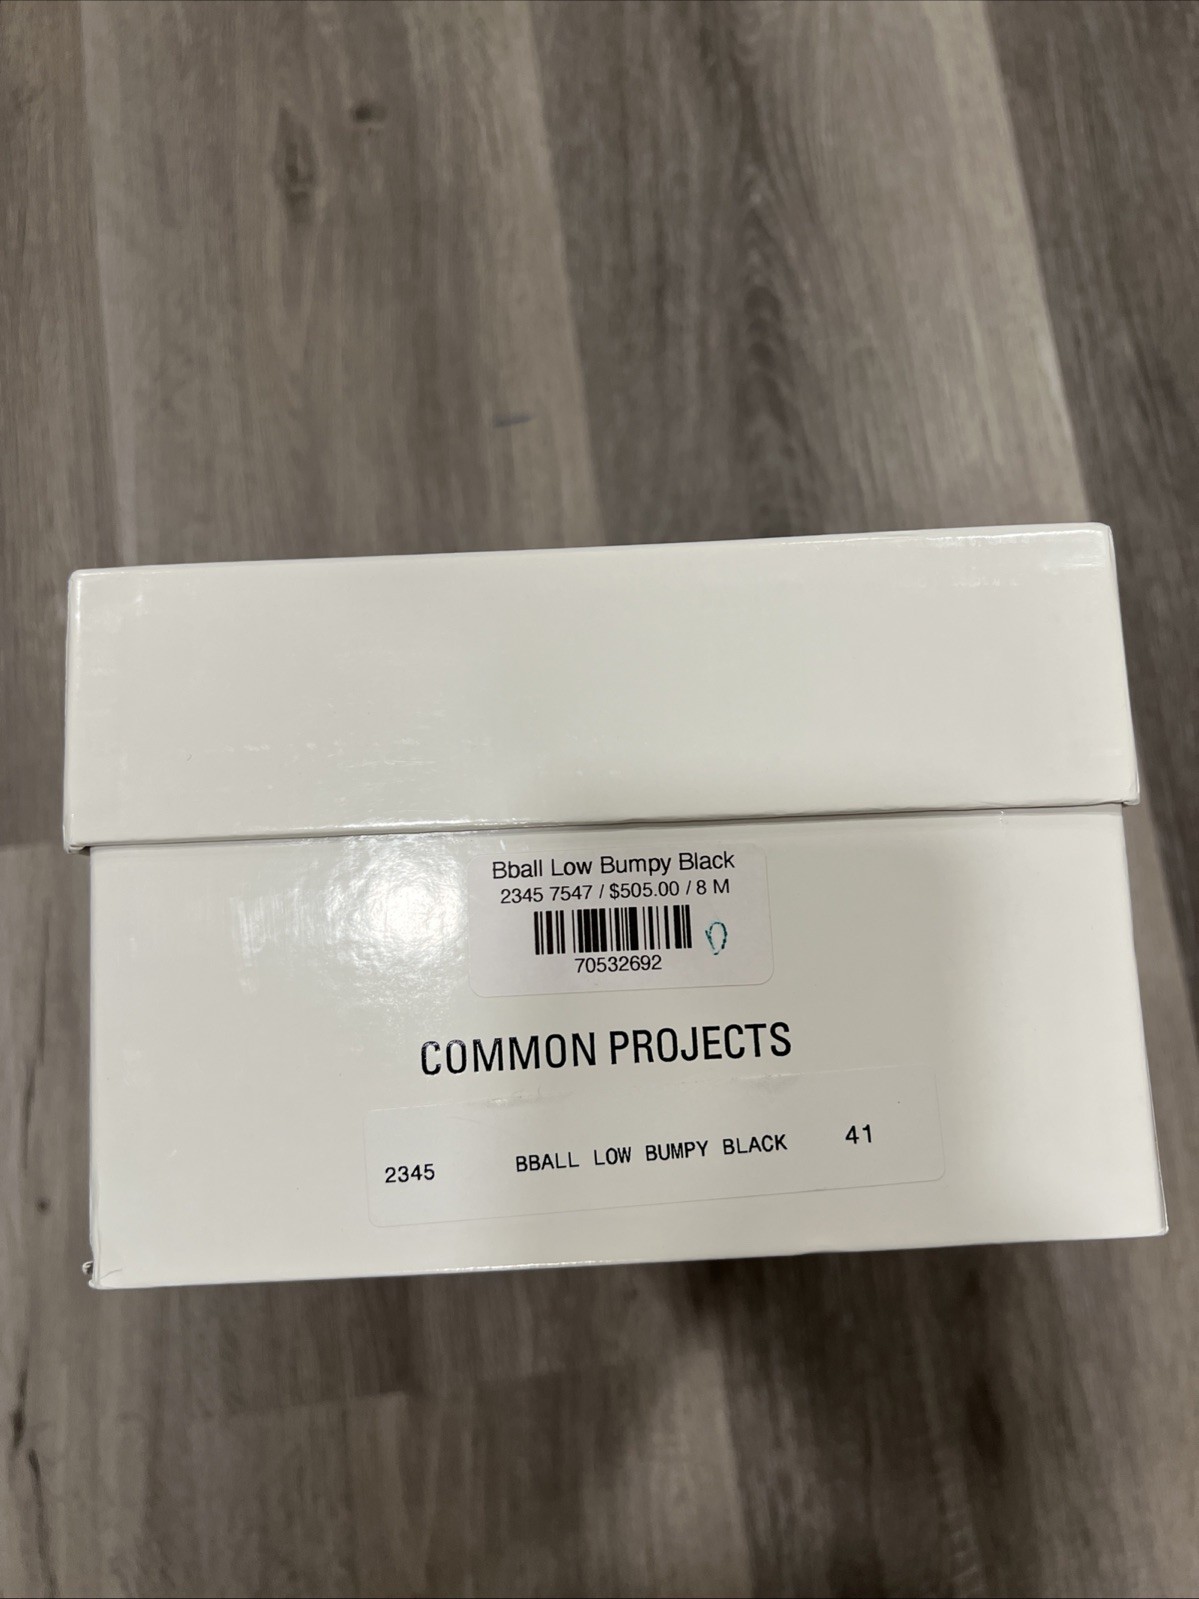 Bball Low Bumpy Black
2345 7547 / $505.00 / 8 M
70532692
COMMON PROJECTS
2345 BBALL LOW BUMPY BLACK 41